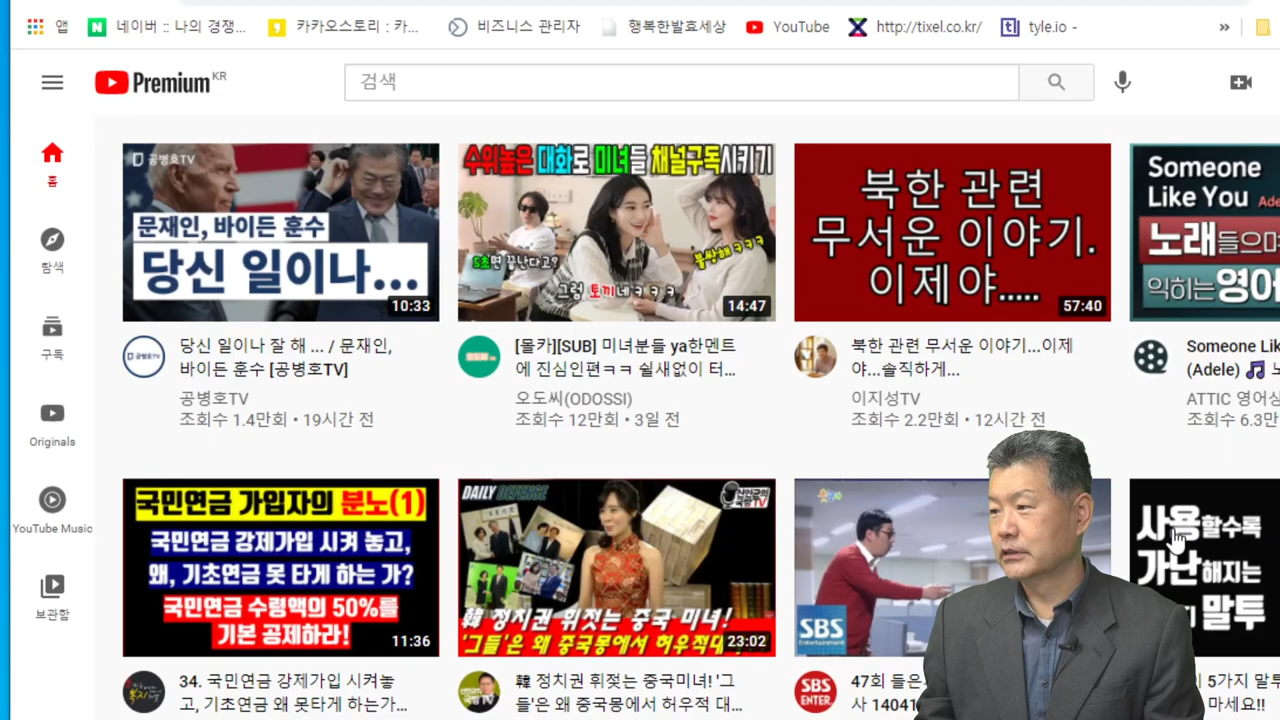 앱
네이버 :: 나의 경쟁...
카카오스토리 : 카...
비즈니스 관리자
행복한발효세상
YouTube
http://tixel.co.kr/
tyle.io -
»
Premium KR
검색
홈
탐색
구독
Originals
YouTube Music
보관함
공병호TV
문재인, 바이든 훈수
당신 일이나...
10:33
당신 일이나 잘 해 ... / 문재인,
바이든 훈수 [공병호TV]
공병호TV
조회수 1.4만회 • 19시간 전
수위높은 대화로 미녀들 채널구독시키기
5초면 끝난다고?
불쌍해ㅋㅋㅋ
그럼 토끼네ㅋㅋㅋ
14:47
[몰카][SUB] 미녀분들 ya한멘트
에 진심인편ㅋㅋ 쉴새없이 터...
오도씨(ODOSSI)
조회수 12만회 • 3일 전
북한 관련
무서운 이야기.
이제야.....
57:40
북한 관련 무서운 이야기...이제
야...솔직하게...
이지성TV
조회수 2.2만회 • 12시간 전
Someone
Like You Ade
노래들으며
익히는영어
Someone Lik
(Adele) 🎵 노
ATTIC 영어심
조회수 6.3만
국민연금 가입자의 분노(1)
국민연금 강제가입 시켜 놓고,
왜, 기초연금 못 타게 하는 가?
국민연금 수령액의 50%를
기본 공제하라!
11:36
34. 국민연금 강제가입 시켜놓
고, 기초연금 왜 못타게 하는가...
DAILY DEFENSE
韓 정치권 휘젓는 중국 미녀!
'그들'은 왜 중국몽에서 허우적대
23:02
韓 정치권 휘젓는 중국미녀! '그
들'은 왜 중국몽에서 허우적 대...
SBS
Entertainment
SBS
ENTER.
47회 들은
사 14041
사용할수록
가난해지는
지 말투
5가지 말투
마세요!!